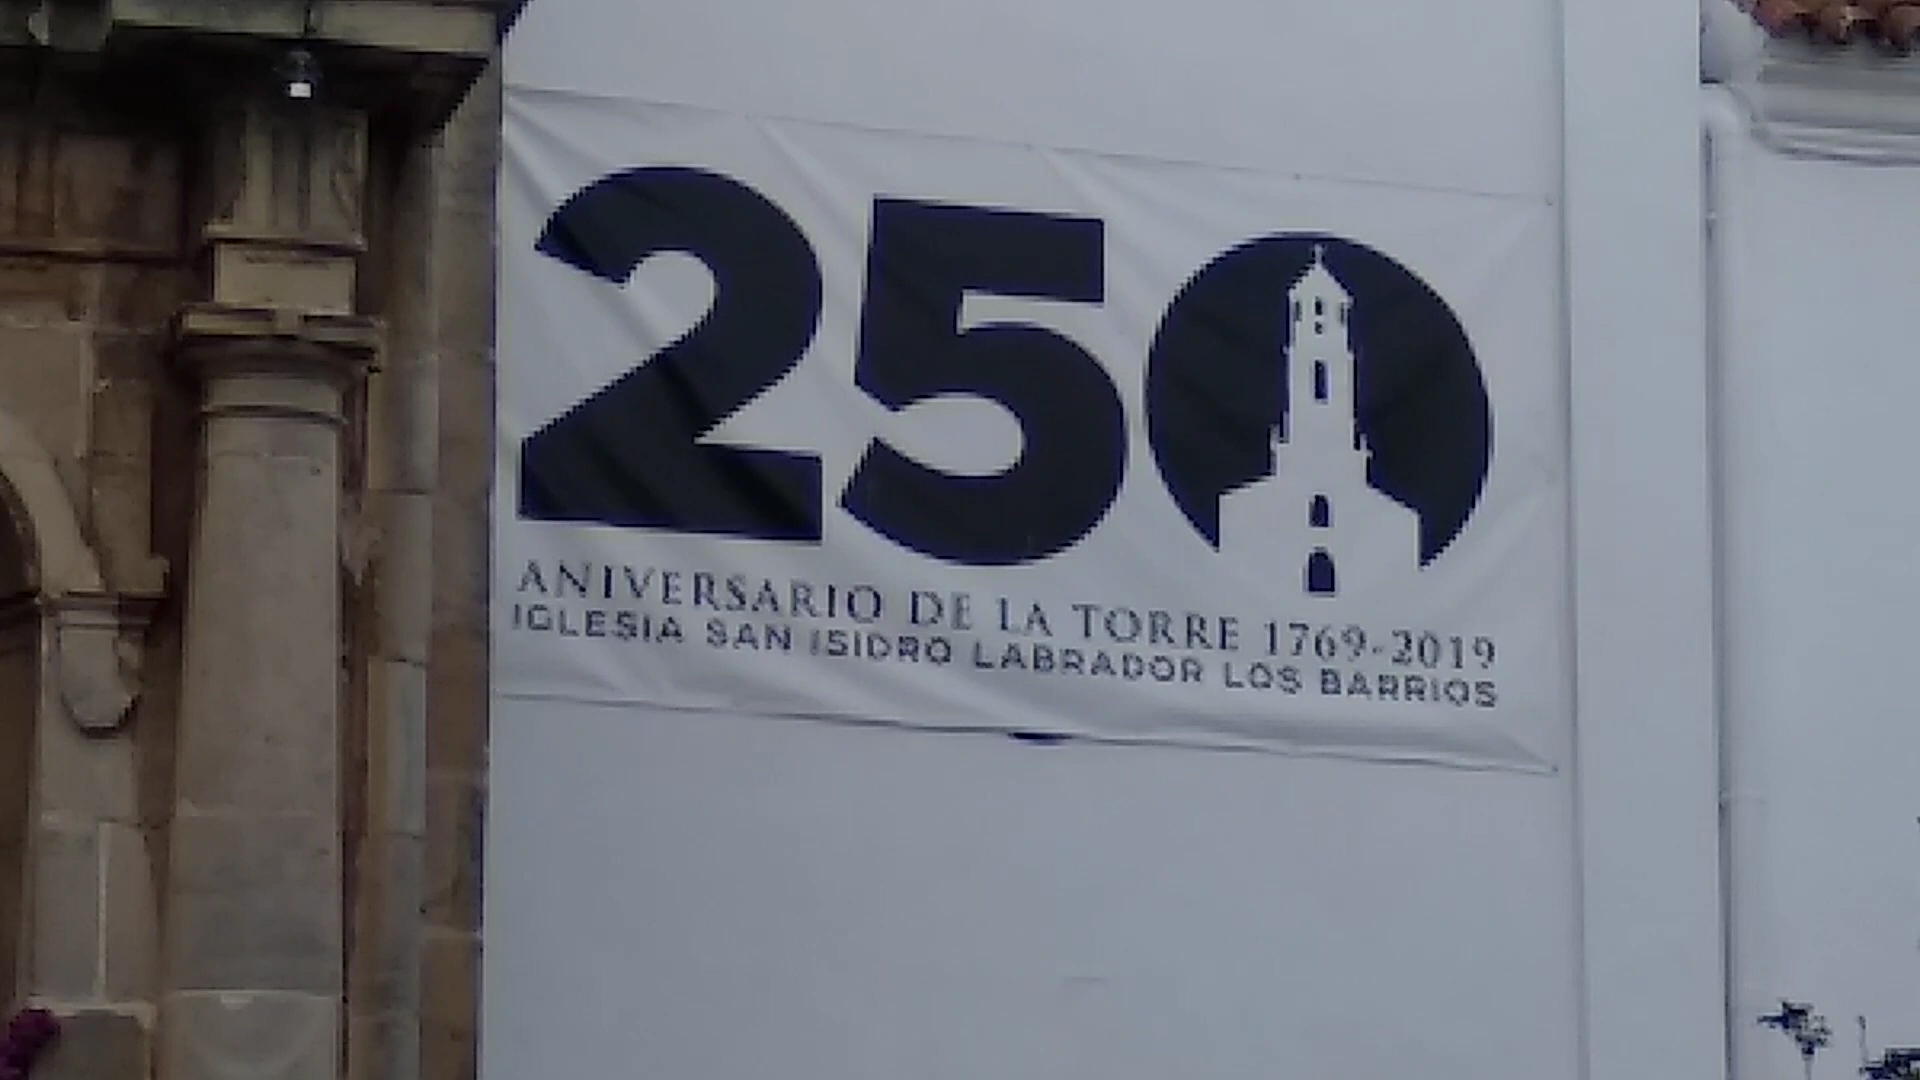 250
ANIVERSARIO DE LA TORRE 1769-2019
IGLESIA SAN ISIDRO LABRADOR LOS BARRIOS